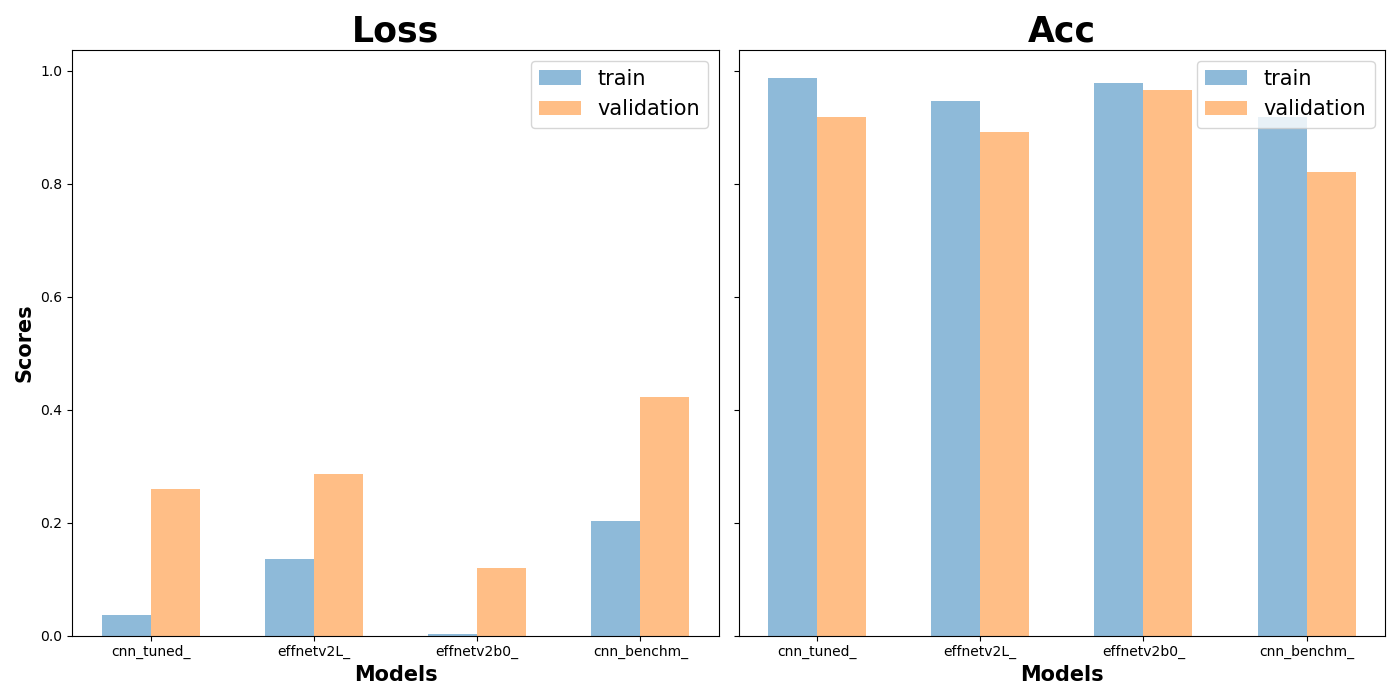 Loss
Scores
1.0
0.8
0.6
0.4
0.2
0.0
train
validation
cnn_tuned_
effnetv2L_
effnetv2b0_
cnn_benchm_
Models
Acc
train
validation
cnn_tuned_
effnetv2L_
effnetv2b0_
cnn_benchm_
Models